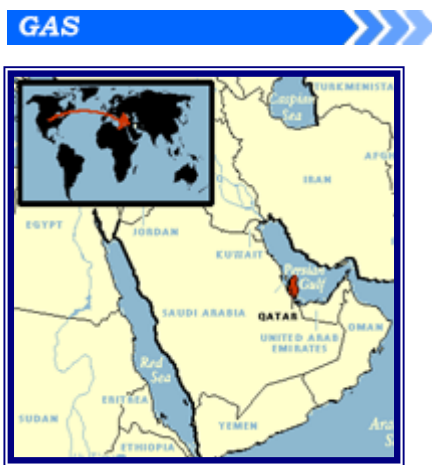 GAS
Caspian
Sea
TURKMENISTA
AFG
IRAN
EGYPT
JORDAN
KUWAIT
Persian
Gulf
SAUDI ARABIA
QATAR
UNITED ARAB
EMIRATES
OMAN
Red
Sea
ERITREA
SUDAN
YEMEN
Ara
Se
ETHIOPIA